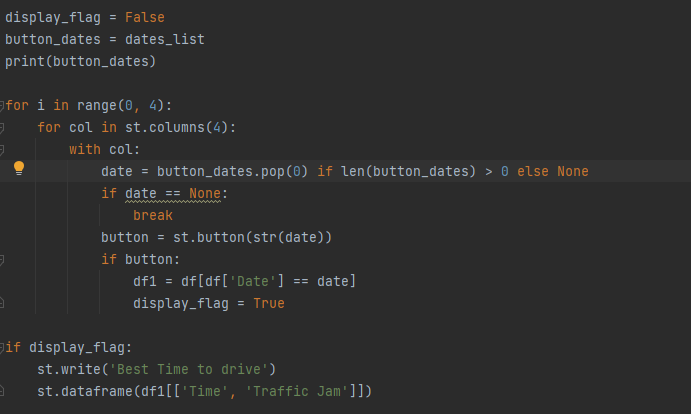 display_flag = False
button_dates = dates_list
print(button_dates)
for i in range(0, 4):
for col in st.columns(4):
with col:
date = button_dates.pop(0) if len(button_dates) > 0 else None
if date == None:
break
button = st.button(str(date))
if button:
df1 = df[df['Date'] == date]
display_flag = True
if display_flag:
st.write('Best Time to drive')
st.dataframe(df1[['Time', 'Traffic Jam']])